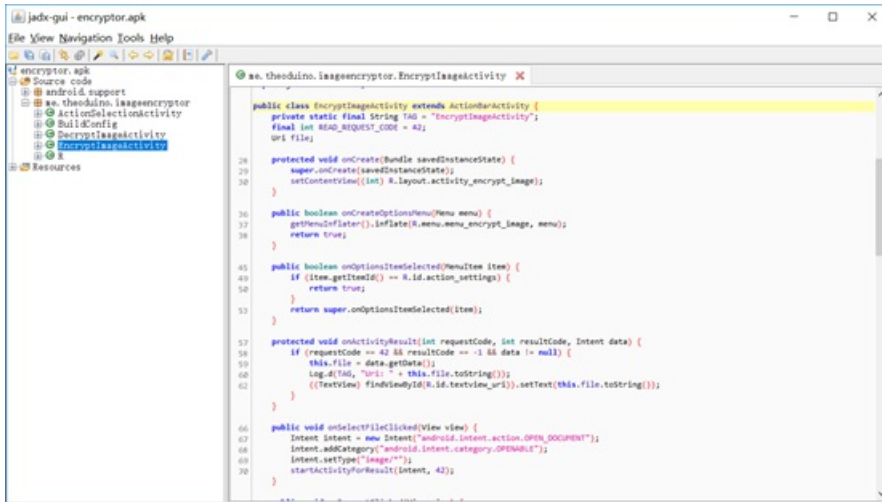 jadx-gui - encryptor.apk
File View Navigation Tools Help
encryptor.apk
Source code
android.support
me.theoduino.imageencryptor
ActionSelectionActivity
BuildConfig
DecryptImageActivity
EncryptImageActivity
R
Resources
me.theoduino.imageencryptor.EncryptImageActivity
public class EncryptImageActivity extends ActionBarActivity {
private static final String TAG = "EncryptImageActivity";
final int READ_REQUEST_CODE = 42;
Uri file;
28 protected void onCreate(Bundle savedInstanceState) {
29 super.onCreate(savedInstanceState);
30 setContentView((int) R.layout.activity_encrypt_image);
}
36 public boolean onCreateOptionsMenu(Menu menu) {
37 getMenuInflater().inflate(R.menu.menu_encrypt_image, menu);
38 return true;
}
45 public boolean onOptionsItemSelected(MenuItem item) {
49 if (item.getItemId() == R.id.action_settings) {
50 return true;
}
53 return super.onOptionsItemSelected(item);
}
57 protected void onActivityResult(int requestCode, int resultCode, Intent data) {
58 if (requestCode == 42 && resultCode == -1 && data != null) {
59 this.file = data.getData();
60 Log.d(TAG, "Uri: " + this.file.toString());
62 ((TextView) findViewById(R.id.textview_uri)).setText(this.file.toString());
}
}
66 public void onSelectFileClicked(View view) {
67 Intent intent = new Intent("android.intent.action.OPEN_DOCUMENT");
68 intent.addCategory("android.intent.category.OPENABLE");
69 intent.setType("image/*");
70 startActivityForResult(intent, 42);
}